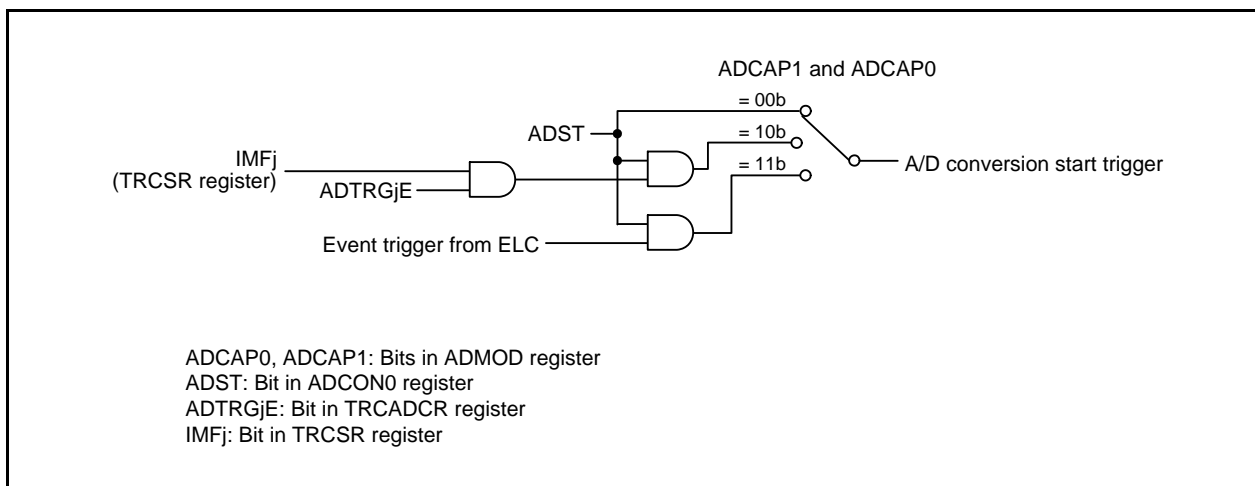 ADCAP1 and ADCAP0
= 00b
ADST
= 10b
IMFj
(TRCSR register)
A/D conversion start trigger
= 11b
ADTRGjE
Event trigger from ELC
ADCAP0, ADCAP1: Bits in ADMOD register
ADST: Bit in ADCON0 register
ADTRGjE: Bit in TRCADCR register
IMFj: Bit in TRCSR register